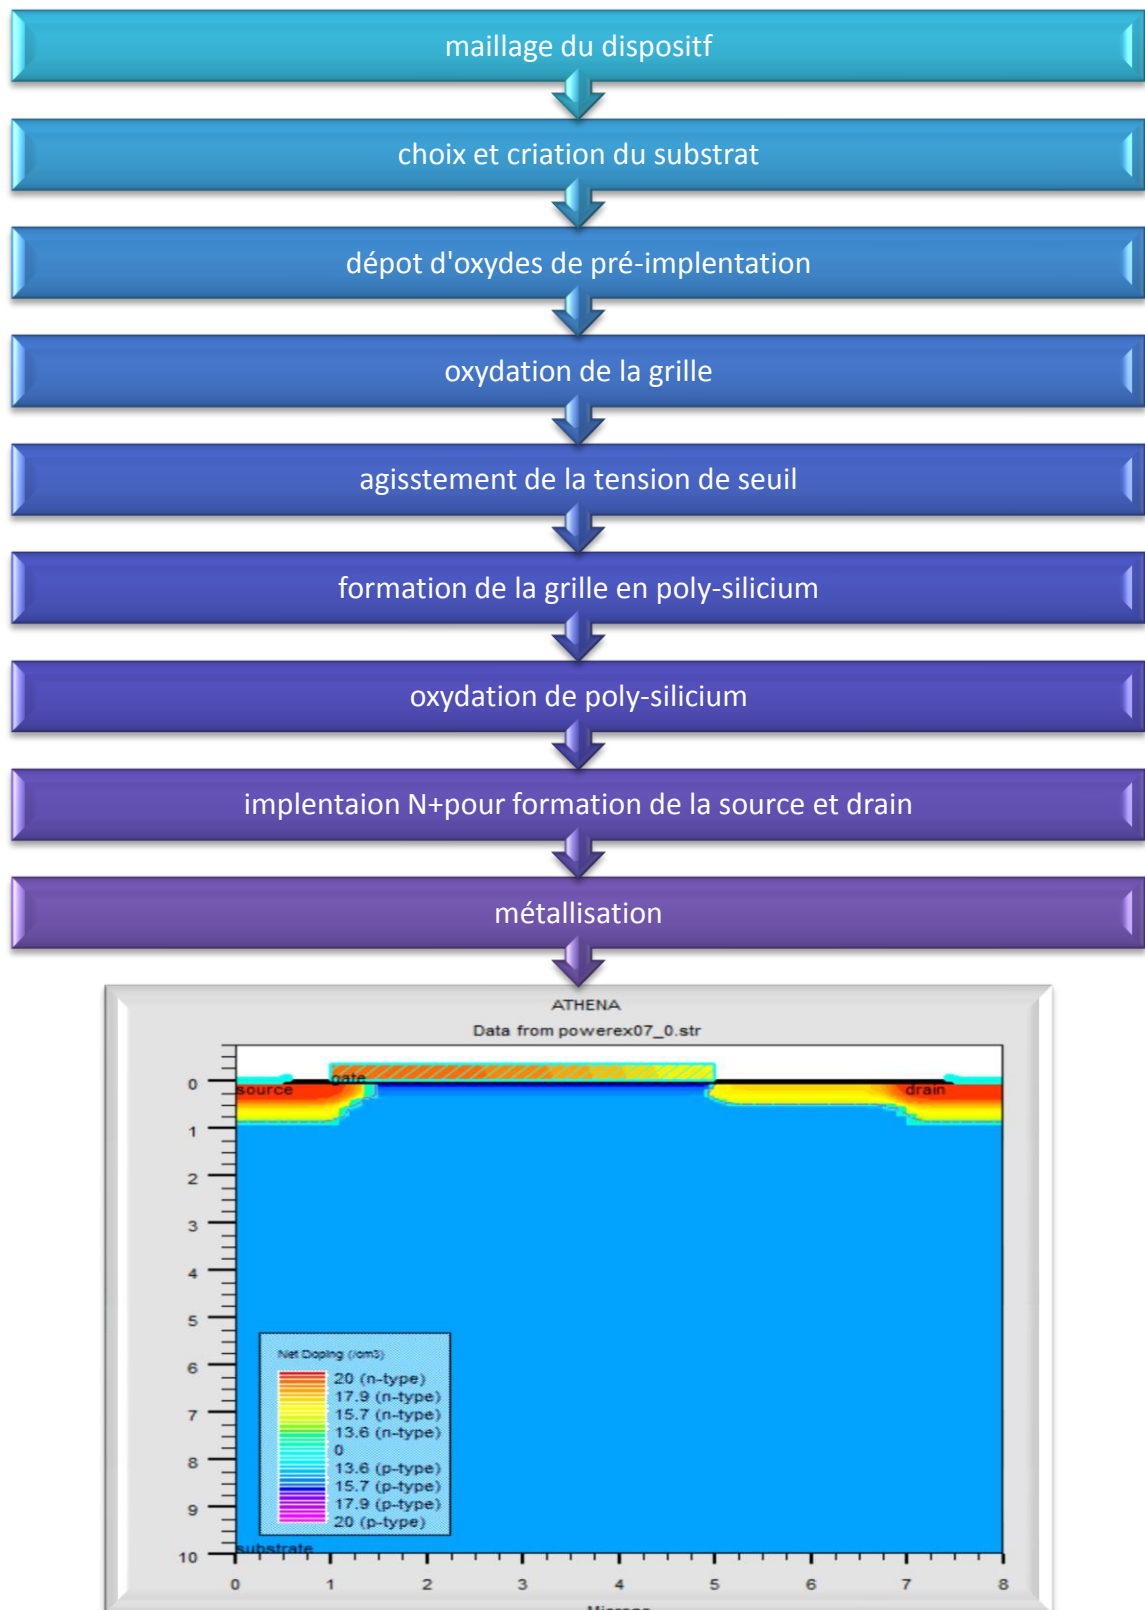 maillage du dispositf
choix et criation du substrat
dépot d'oxydes de pré-implentation
oxydation de la grille
agisstement de la tension de seuil
formation de la grille en poly-silicium
oxydation de poly-silicium
implentaion N+pour formation de la source et drain
métallisation
ATHENA
Data from powerex07_0.str
gate
source
drain
0
1
2
3
4
5
6
7
8
9
10
Net Doping (/cm3)
20 (n-type)
17.9 (n-type)
15.7 (n-type)
13.6 (n-type)
0
13.6 (p-type)
15.7 (p-type)
17.9 (p-type)
20 (p-type)
substrate
0 1 2 3 4 5 6 7 8
Microns